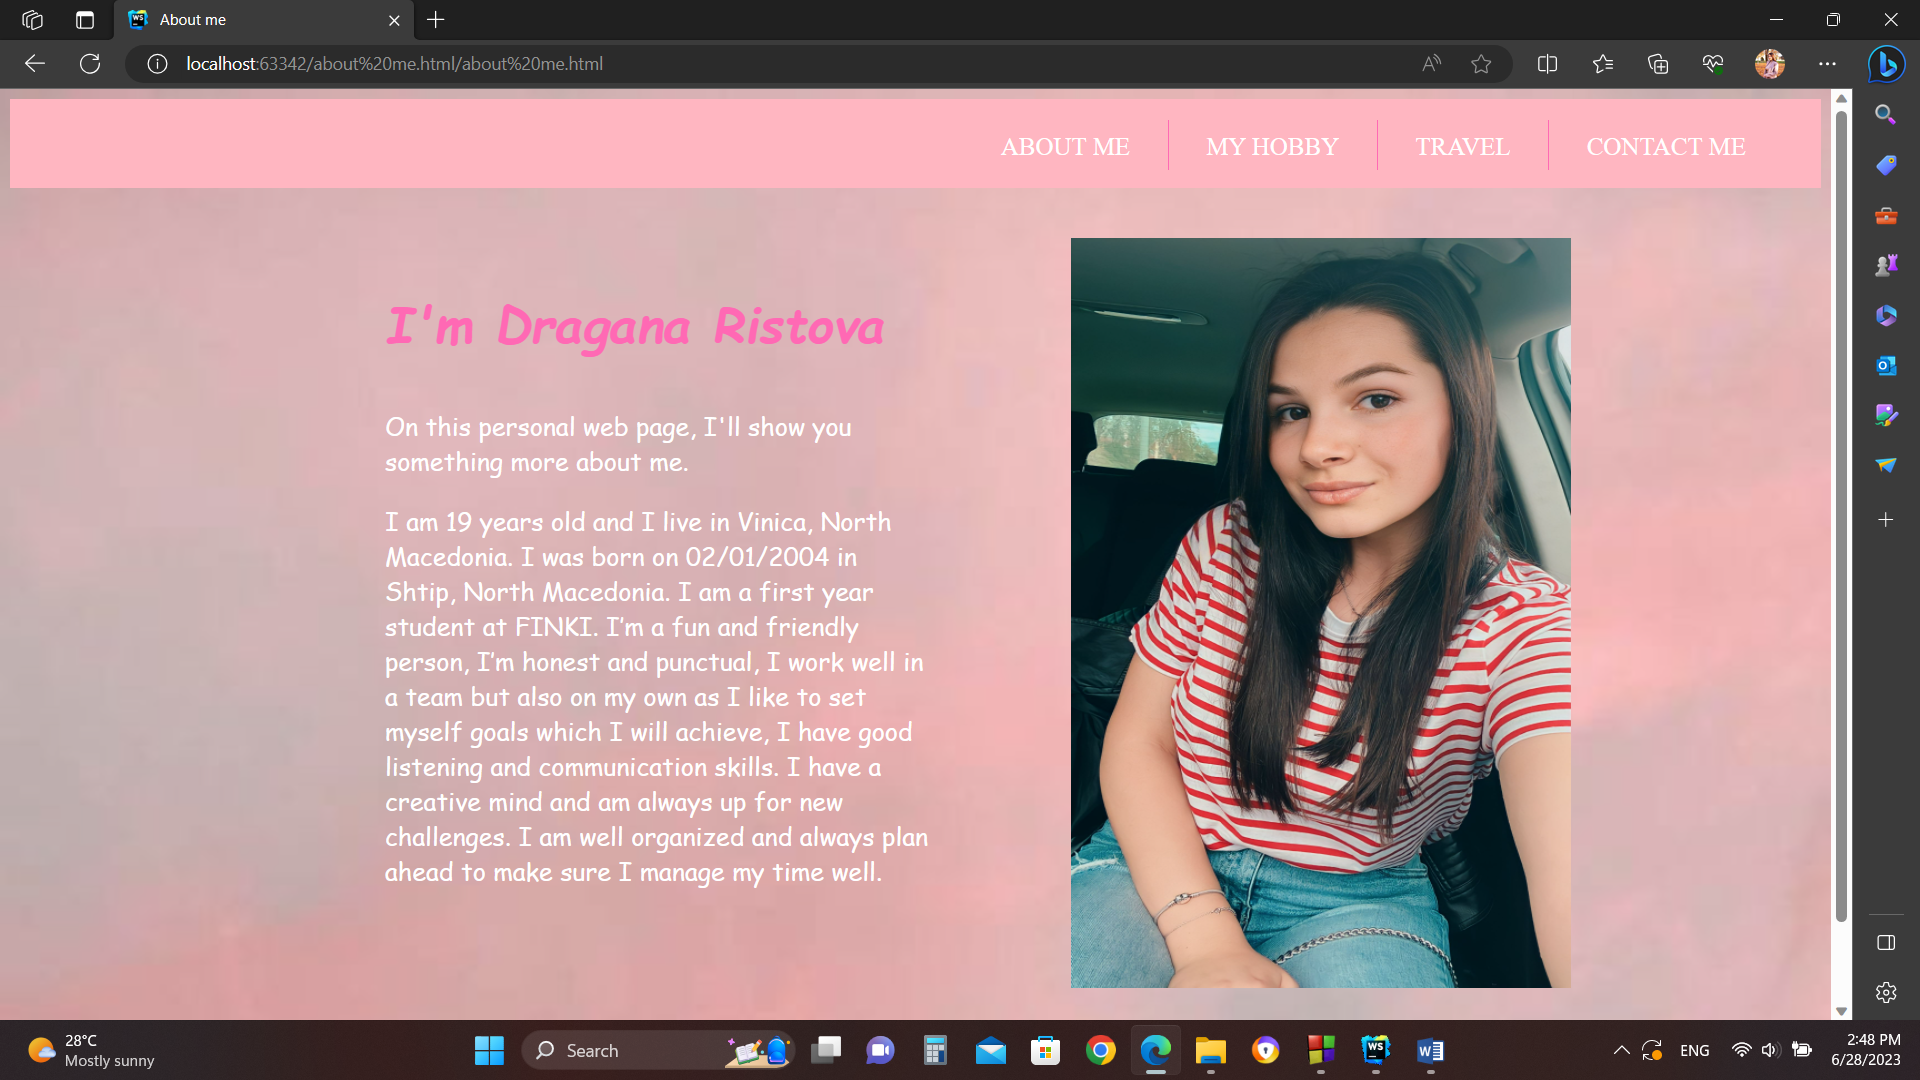 About me
localhost:63342/about%20me.html/about%20me.html
ABOUT ME
MY HOBBY
TRAVEL
CONTACT ME
I'm Dragana Ristova
On this personal web page, I'll show you
something more about me.
I am 19 years old and I live in Vinica, North
Macedonia. I was born on 02/01/2004 in
Shtip, North Macedonia. I am a first year
student at FINKI. I’m a fun and friendly
person, I’m honest and punctual, I work well in
a team but also on my own as I like to set
myself goals which I will achieve, I have good
listening and communication skills. I have a
creative mind and am always up for new
challenges. I am well organized and always plan
ahead to make sure I manage my time well.
28°C
Mostly sunny
Search
ENG
2:48 PM
6/28/2023